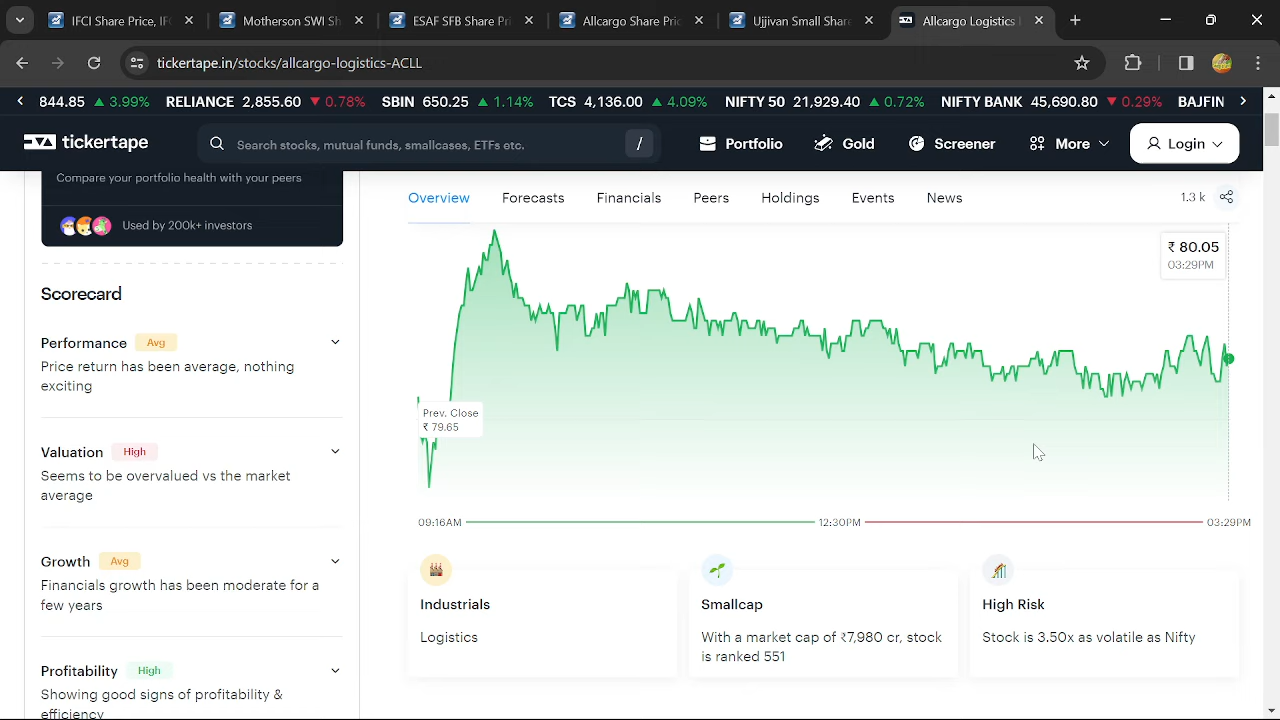 IFCI Share Price, IFC
Motherson SWI Sh
ESAF SFB Share Pri
Allcargo Share Price
Ujjivan Small Share
Allcargo Logistics
tickertape.in/stocks/allcargo-logistics-ACLL
844.85 ▲ 3.99% RELIANCE 2,855.60 ▼ 0.78% SBIN 650.25 ▲ 1.14% TCS 4,136.00 ▲ 4.09% NIFTY 50 21,929.40 ▲ 0.72% NIFTY BANK 45,690.80 ▼ 0.29% BAJFIN
tickertape
Search stocks, mutual funds, smallcases, ETFs etc.
/
Portfolio
Gold
Screener
More
Login
Compare your portfolio health with your peers
Used by 200k+ investors
Overview Forecasts Financials Peers Holdings Events News
1.3 k
Scorecard
Performance Avg
Price return has been average, nothing
exciting
Valuation High
Seems to be overvalued vs the market
average
Growth Avg
Financials growth has been moderate for a
few years
Profitability High
Showing good signs of profitability &
efficiency
₹ 80.05
03:29PM
Prev. Close
₹ 79.65
09:16AM 12:30PM 03:29PM
Industrials
Logistics
Smallcap
With a market cap of ₹7,980 cr, stock
is ranked 551
High Risk
Stock is 3.50x as volatile as Nifty